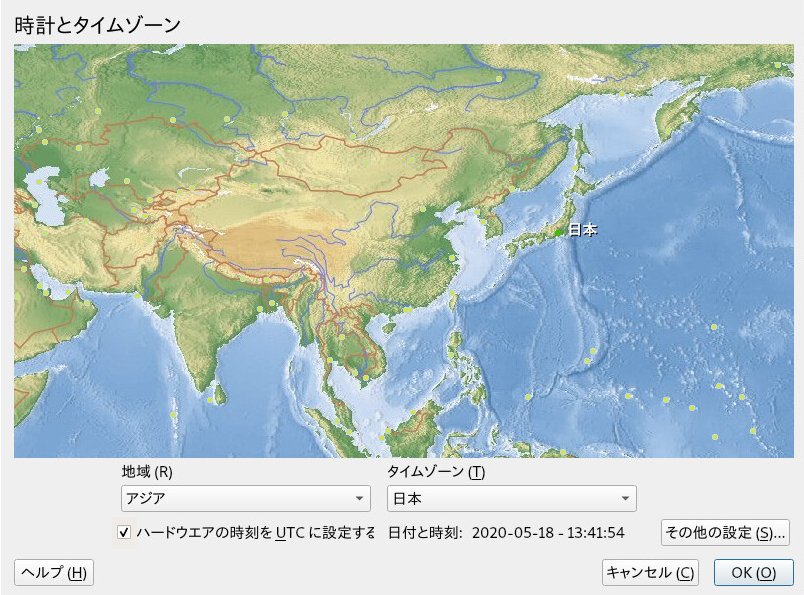 時計とタイムゾーン
日本
地域 (R)
タイムゾーン (T)
アジア
日本
ハードウエアの時刻を UTC に設定する
日付と時刻: 2020-05-18 - 13:41:54
その他の設定 (S)...
ヘルプ (H)
キャンセル (C)
OK (O)